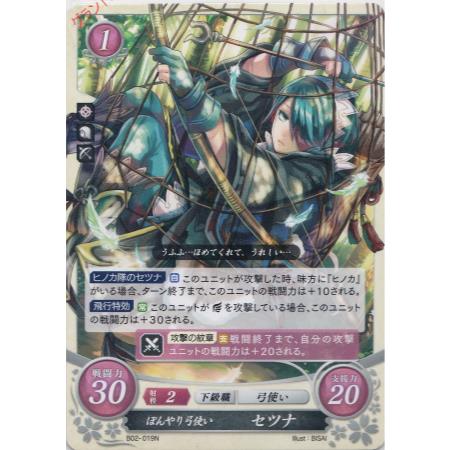 グラン
1
うふふ…ほめてくれて、うれしい…
ヒノカ隊のセツナ 自 このユニットが攻撃した時、味方に『ヒノカ』
がいる場合、ターン終了まで、このユニットの戦闘力は+10される。
飛行特効 常 このユニットが を攻撃している場合、このユニット
の戦闘力は+30される。
攻撃の紋章 支 戦闘終了まで、自分の攻撃
ユニットの戦闘力は+20される。
戦闘力
30
射程 2
下級職
弓使い
支援力
20
ぼんやり弓使い セツナ
B02-019N
Illust : BISAI